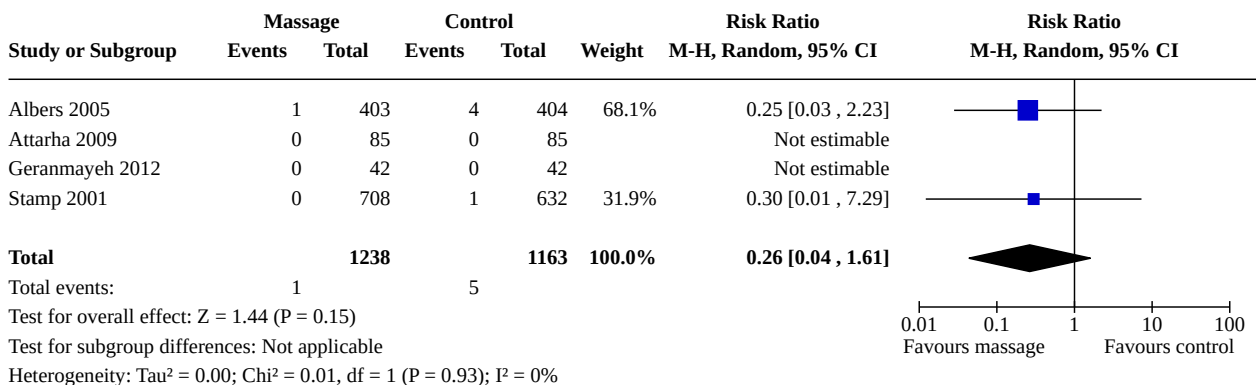 Massage Control Risk Ratio Risk Ratio
Study or Subgroup Events Total Events Total Weight M-H, Random, 95% CI M-H, Random, 95% CI
Albers 2005 1 403 4 404 68.1% 0.25 [0.03 , 2.23]
Attarha 2009 0 85 0 85 Not estimable
Geranmayeh 2012 0 42 0 42 Not estimable
Stamp 2001 0 708 1 632 31.9% 0.30 [0.01 , 7.29]
Total 1238 1163 100.0% 0.26 [0.04 , 1.61]
Total events: 1 5
Test for overall effect: Z = 1.44 (P = 0.15)
0.01 0.1 1 10 100
Test for subgroup differences: Not applicable
Favours massage Favours control
Heterogeneity: Tau² = 0.00; Chi² = 0.01, df = 1 (P = 0.93); I² = 0%